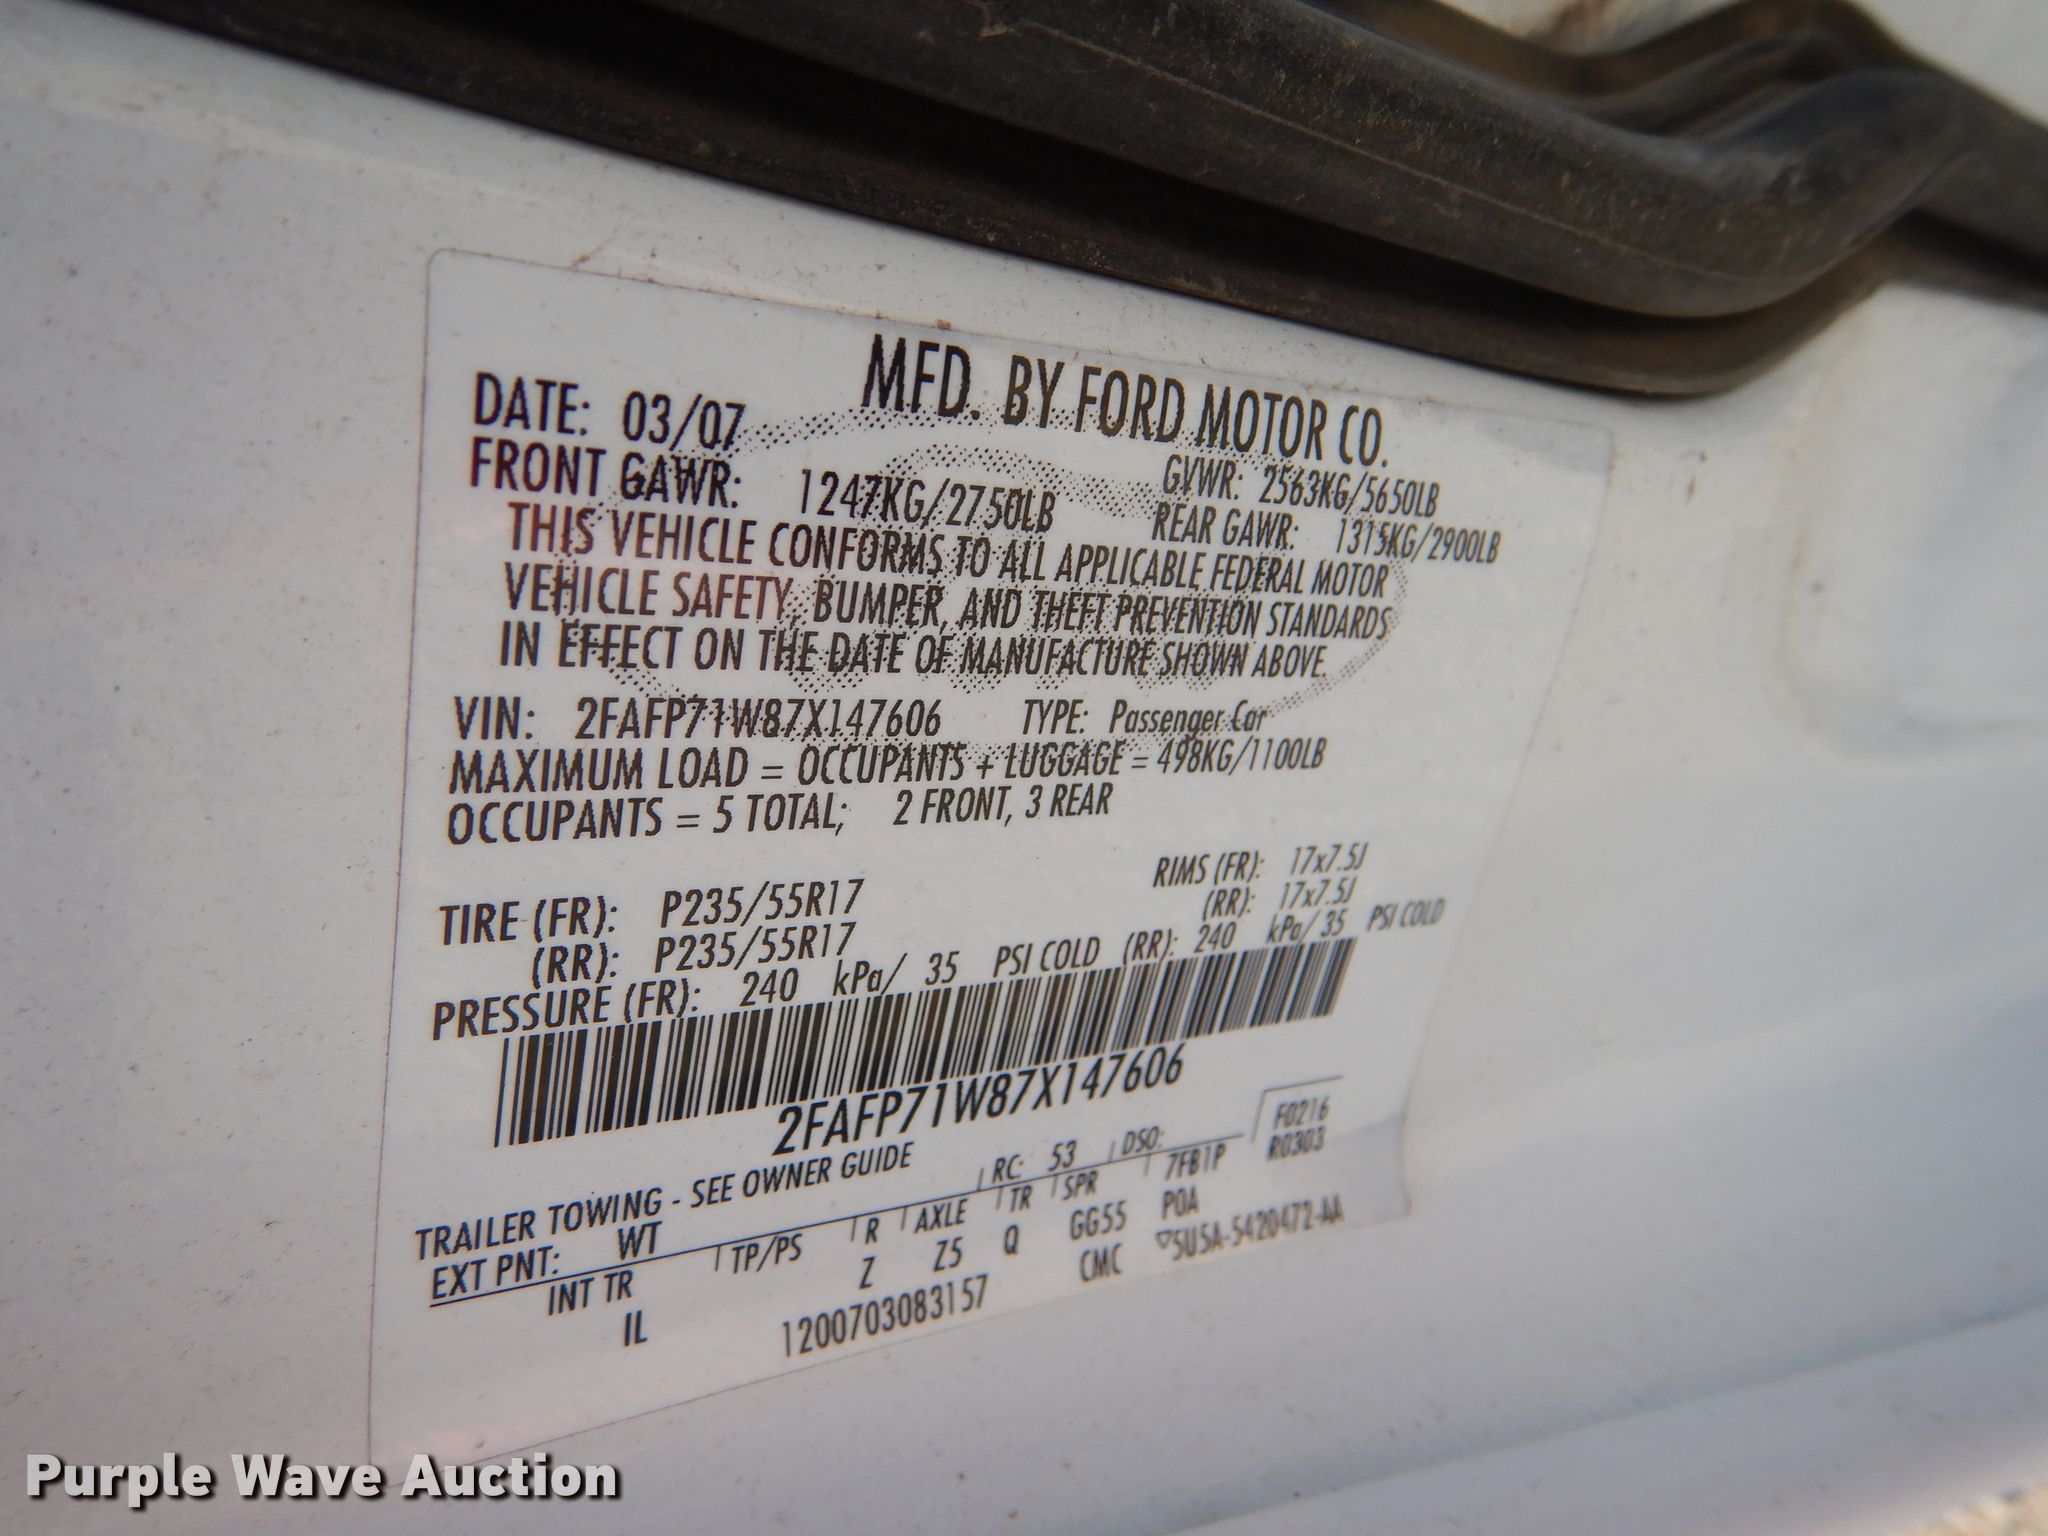 MFD. BY FORD MOTOR CO.
DATE: 03/07 GVWR: 2563KG/5650LB
FRONT GAWR: 1247KG/2750LB REAR GAWR: 1315KG/2900LB
THIS VEHICLE CONFORMS TO ALL APPLICABLE FEDERAL MOTOR
VEHICLE SAFETY, BUMPER, AND THEFT PREVENTION STANDARDS
IN EFFECT ON THE DATE OF MANUFACTURE SHOWN ABOVE.
VIN: 2FAFP71W87X147606 TYPE: Passenger Car
MAXIMUM LOAD = OCCUPANTS + LUGGAGE = 498KG/1100LB
OCCUPANTS = 5 TOTAL; 2 FRONT, 3 REAR
TIRE (FR): P235/55R17 RIMS (FR): 17x7.5J
(RR): P235/55R17 (RR): 17x7.5J
PRESSURE (FR): 240 kPa/ 35 PSI COLD (RR): 240 kPa/ 35 PSI COLD
2FAFP71W87X147606
TRAILER TOWING - SEE OWNER GUIDE
F0216
R0303
EXT PNT: WT RC: 53 DSO:
INT TR TP/PS R AXLE TR SPR 7FB1P
IL Z Z5 Q GG55 POA
1200703083157 CMC ▽5U5A-5420472-AA
Purple Wave Auction